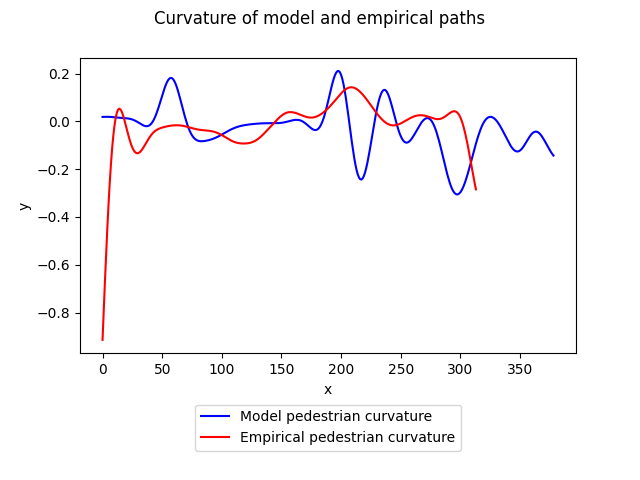 Curvature of model and empirical paths
0.2
0.0
−0.2
−0.4
−0.6
−0.8
y
0 50 100 150 200 250 300 350
x
Model pedestrian curvature
Empirical pedestrian curvature